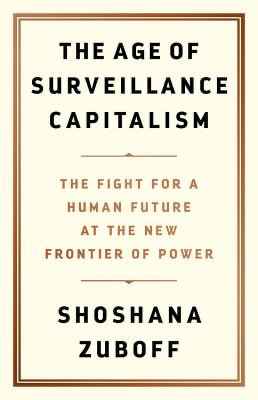 THE AGE OF
SURVEILLANCE
CAPITALISM
THE FIGHT FOR A
HUMAN FUTURE
AT THE NEW
FRONTIER OF POWER
SHOSHANA
ZUBOFF